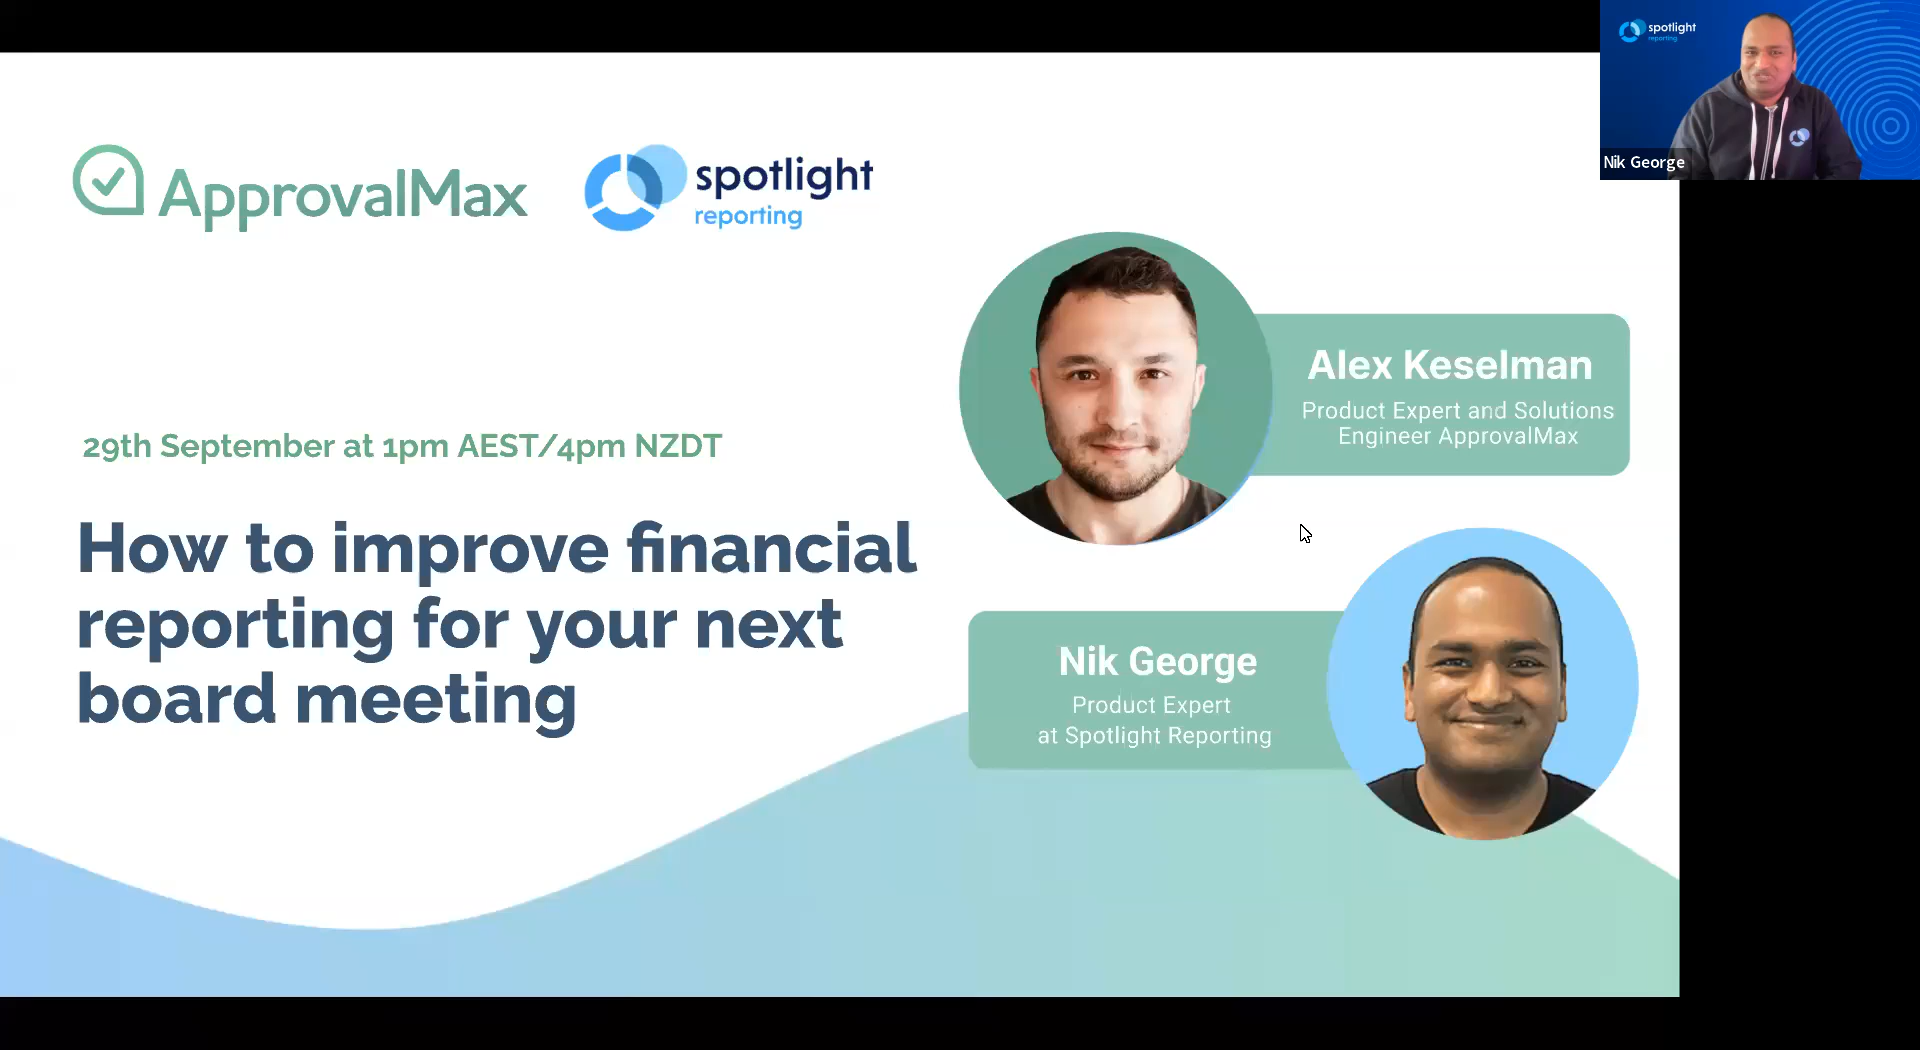 ApprovalMax
spotlight
reporting
29th September at 1pm AEST/4pm NZDT
How to improve financial
reporting for your next
board meeting
Alex Keselman
Product Expert and Solutions
Engineer ApprovalMax
Nik George
Product Expert
at Spotlight Reporting
spotlight
reporting
Nik George